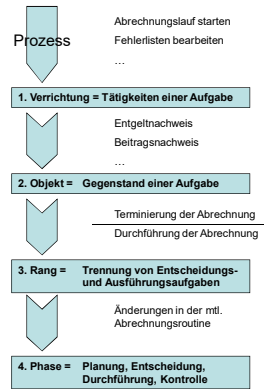 Prozess
Abrechnungslauf starten
Fehlerlisten bearbeiten
…
1. Verrichtung = Tätigkeiten einer Aufgabe
Entgeltnachweis
Beitragsnachweis
…
2. Objekt = Gegenstand einer Aufgabe
Terminierung der Abrechnung
Durchführung der Abrechnung
3. Rang = Trennung von Entscheidungs-
und Ausführungsaufgaben
Änderungen in der mtl.
Abrechnungsroutine
4. Phase = Planung, Entscheidung,
Durchführung, Kontrolle